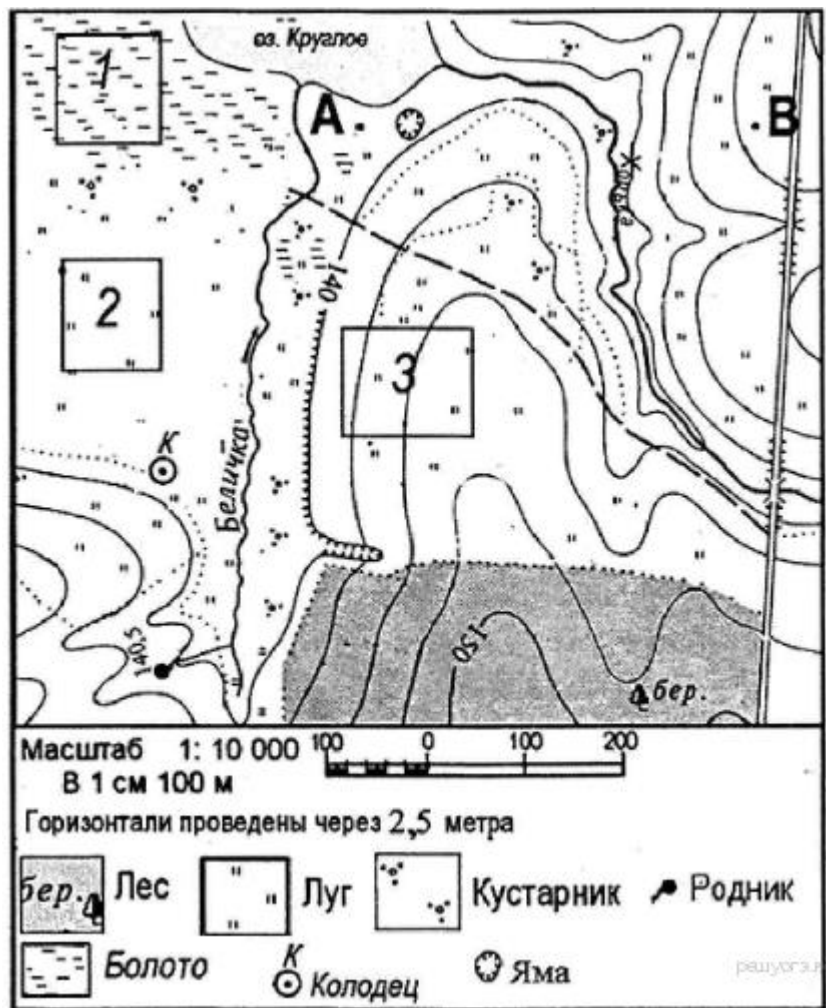 оз. Круглое
1
А
В
Копытка
2
140
3
К
Беличка
140,5
150
бер.
Масштаб 1: 10 000
100 0 100 200
В 1 см 100 м
Горизонтали проведены через 2,5 метра
бер. Лес Луг Кустарник Родник
Болото К Колодец Яма